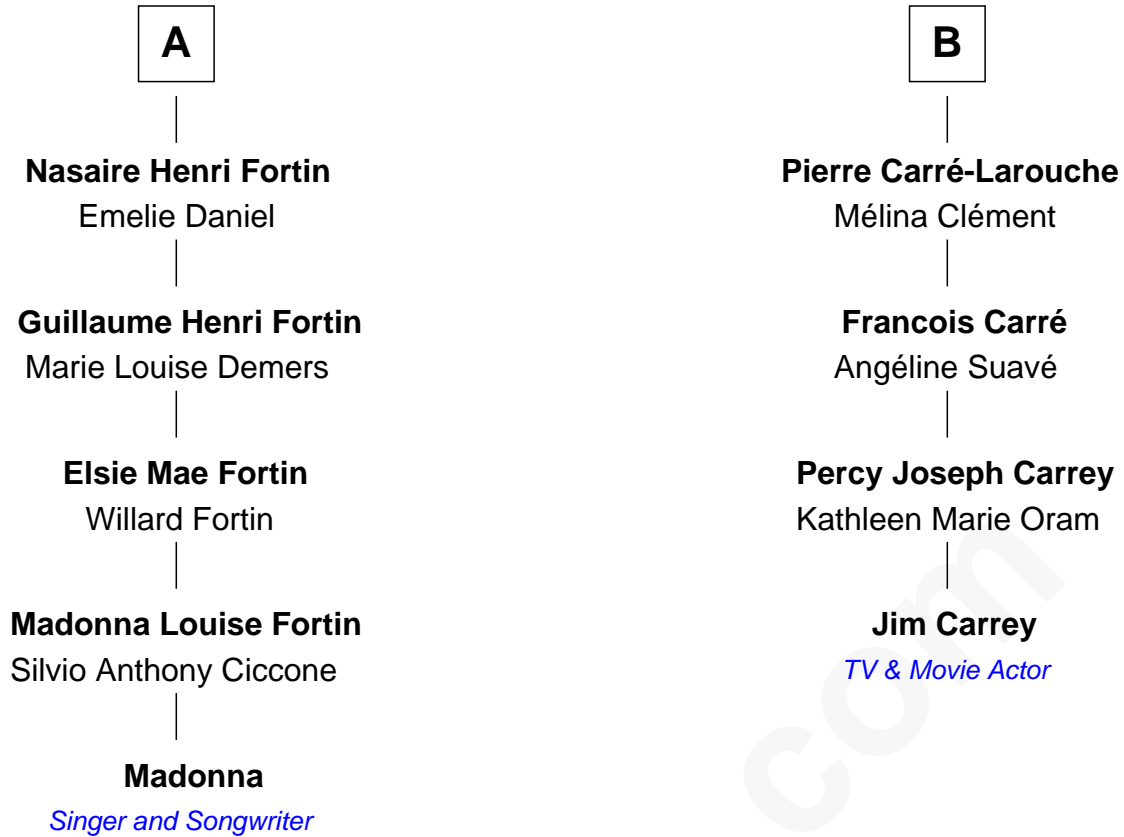 A
Nasaire Henri Fortin
Emelie Daniel
Guillaume Henri Fortin
Marie Louise Demers
Elsie Mae Fortin
Willard Fortin
Madonna Louise Fortin
Silvio Anthony Ciccone
Madonna
Singer and Songwriter
B
Pierre Carré-Larouche
Mélina Clément
Francois Carré
Angéline Suavé
Percy Joseph Carrey
Kathleen Marie Oram
Jim Carrey
TV & Movie Actor
com